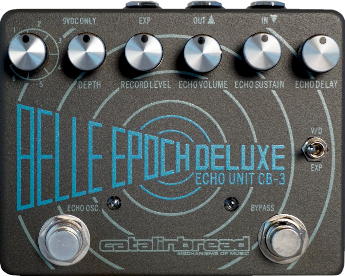 9VDC ONLY EXP OUT ▲ IN ▼
DEPTH RECORD LEVEL ECHO VOLUME ECHO SUSTAIN ECHO DELAY
BELLE EPOCH DELUXE
ECHO UNIT CB-3
V/D
EXP
ECHO OSC BYPASS
catalinbread
MECHANISMS OF MUSIC